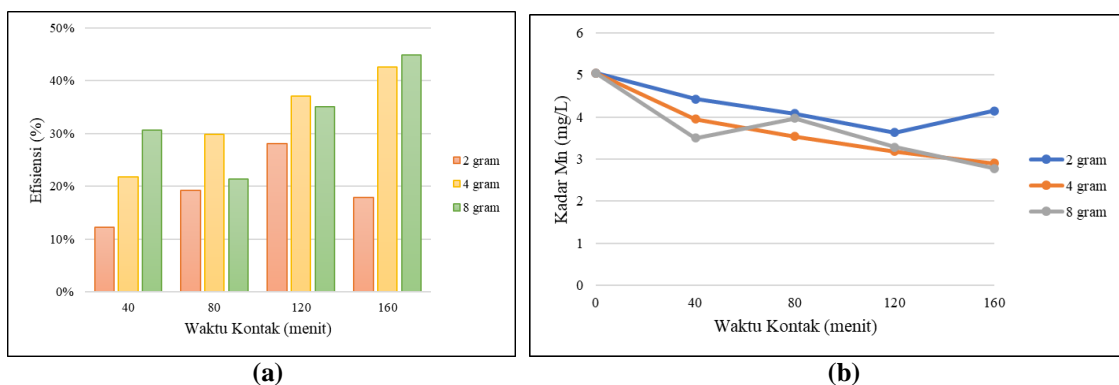 50%
40%
30%
20%
10%
0%
Efisiensi (%)
40
80
120
160
Waktu Kontak (menit)
2 gram
4 gram
8 gram
(a)
6
5
4
3
2
1
0
Kadar Mn (mg/L)
0
40
80
120
160
Waktu Kontak (menit)
2 gram
4 gram
8 gram
(b)